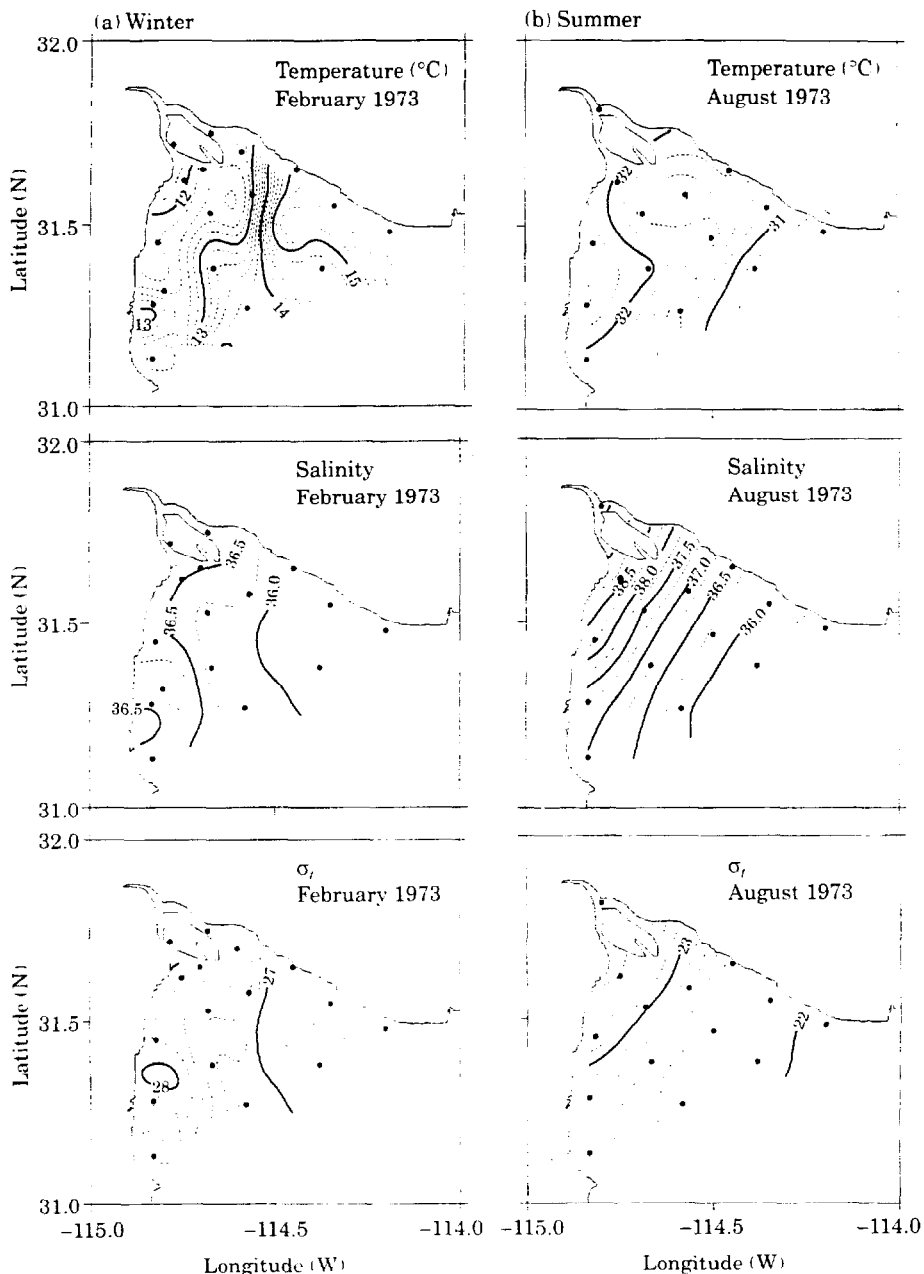 (a) Winter
(b) Summer
32.0
Temperature (°C)
February 1973
Temperature (°C)
August 1973
Latitude (N)
31.5
31.0
12
13
13
14
15
32
32
31
32.0
Salinity
February 1973
Salinity
August 1973
Latitude (N)
31.5
31.0
36.5
36.5
36.5
36.0
38.5
38.0
37.5
37.0
36.5
36.0
32.0
σt
February 1973
σt
August 1973
Latitude (N)
31.5
31.0
27
28
23
22
-115.0
-114.5
-114.0
-115.0
-114.5
-114.0
Longitude (W)
Longitude (W)